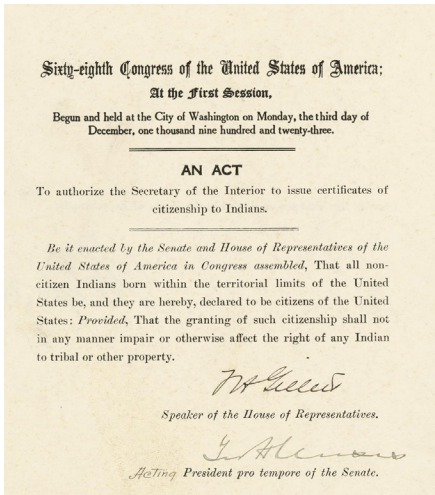 Sixty-eighth Congress of the United States of America;
At the First Session,
Begun and held at the City of Washington on Monday, the third day of
December, one thousand nine hundred and twenty-three.
AN ACT
To authorize the Secretary of the Interior to issue certificates of
citizenship to Indians.
Be it enacted by the Senate and House of Representatives of the
United States of America in Congress assembled, That all non-
citizen Indians born within the territorial limits of the United
States be, and they are hereby, declared to be citizens of the United
States: Provided, That the granting of such citizenship shall not
in any manner impair or otherwise affect the right of any Indian
to tribal or other property.
Speaker of the House of Representatives.
Acting President pro tempore of the Senate.